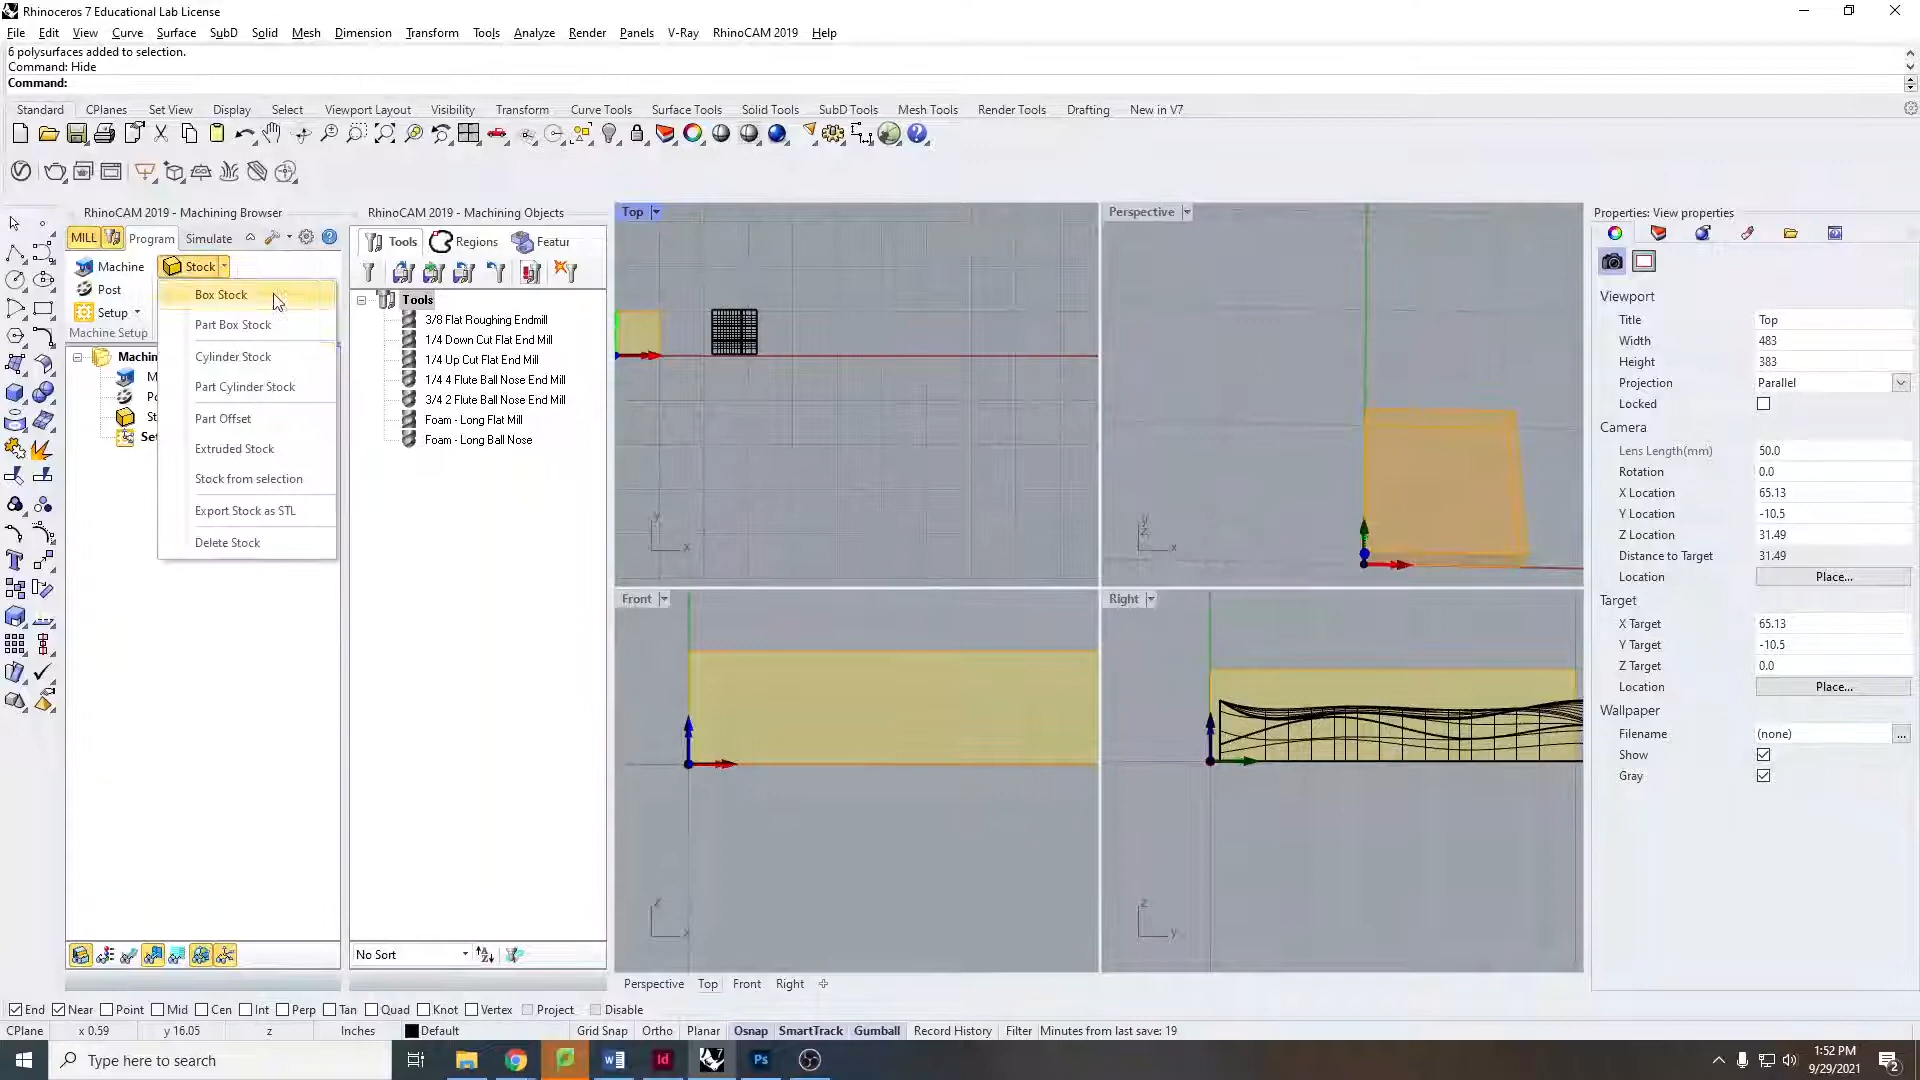 Rhinoceros 7 Educational Lab License
File Edit View Curve Surface SubD Solid Mesh Dimension Transform Tools Analyze Render Panels V-Ray RhinoCAM 2019 Help
6 polysurfaces added to selection.
Command: Hide
Command:
Standard CPlanes Set View Display Select Viewport Layout Visibility Transform Curve Tools Surface Tools Solid Tools SubD Tools Mesh Tools Render Tools Drafting New in V7
RhinoCAM 2019 - Machining Browser
MILL Program Simulate
Machine Stock
Post
Setup
Machine Setup
Box Stock
Part Box Stock
Cylinder Stock
Part Cylinder Stock
Part Offset
Extruded Stock
Stock from selection
Export Stock as STL
Delete Stock
Machin
M
Po
St
Set
RhinoCAM 2019 - Machining Objects
Tools Regions Featur
Tools
3/8 Flat Roughing Endmill
1/4 Down Cut Flat End Mill
1/4 Up Cut Flat End Mill
1/4 4 Flute Ball Nose End Mill
3/4 2 Flute Ball Nose End Mill
Foam - Long Flat Mill
Foam - Long Ball Nose
No Sort
Top
y
x
Perspective
y
z
x
Front
z
x
Right
z
y
Perspective Top Front Right
Properties: View properties
Viewport
Title Top
Width 483
Height 383
Projection Parallel
Locked
Camera
Lens Length(mm) 50.0
Rotation 0.0
X Location 65.13
Y Location -10.5
Z Location 31.49
Distance to Target 31.49
Location Place...
Target
X Target 65.13
Y Target -10.5
Z Target 0.0
Location Place...
Wallpaper
Filename (none) ...
Show
Gray
End Near Point Mid Cen Int Perp Tan Quad Knot Vertex Project Disable
CPlane x 0.59 y 16.05 z Inches Default Grid Snap Ortho Planar Osnap SmartTrack Gumball Record History Filter Minutes from last save: 19
Type here to search
1:52 PM
9/29/2021
2